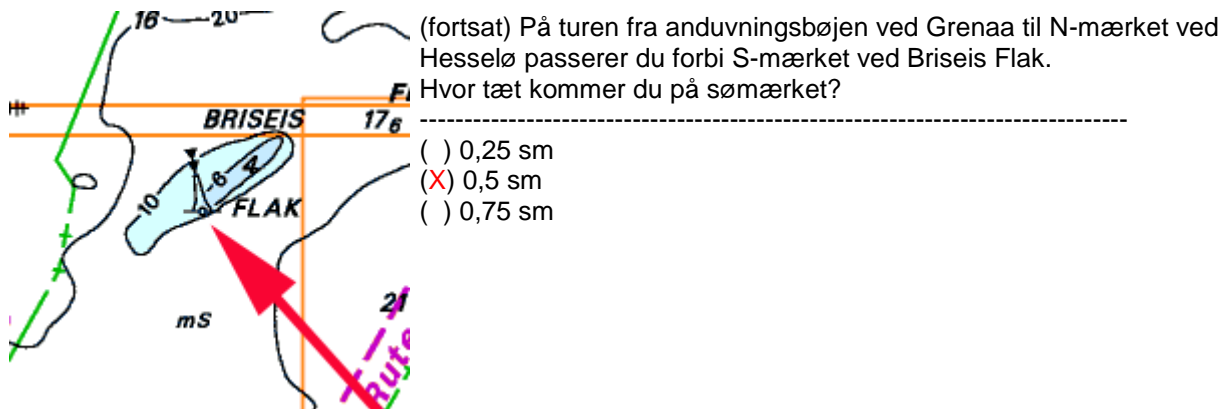 (fortsat) På turen fra anduvningsbøjen ved Grenaa til N-mærket ved
Hesselø passerer du forbi S-mærket ved Briseis Flak.
Hvor tæt kommer du på sømærket?
--------------------------------------------------------------------------------
( ) 0,25 sm
(X) 0,5 sm
( ) 0,75 sm
16 20
BRISEIS 17₆
6 4
10 FLAK
21
mS
Rute